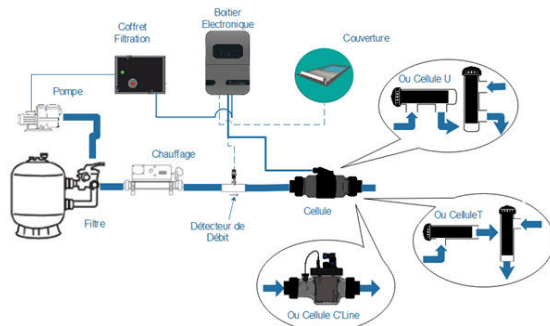 Coffret
Filtration
Boitier
Electronique
Couverture
Pompe
Ou Cellule U
Chauffage
Filtre
Détecteur de
Débit
Cellule
Ou CelluleT
Ou Cellule C'Line